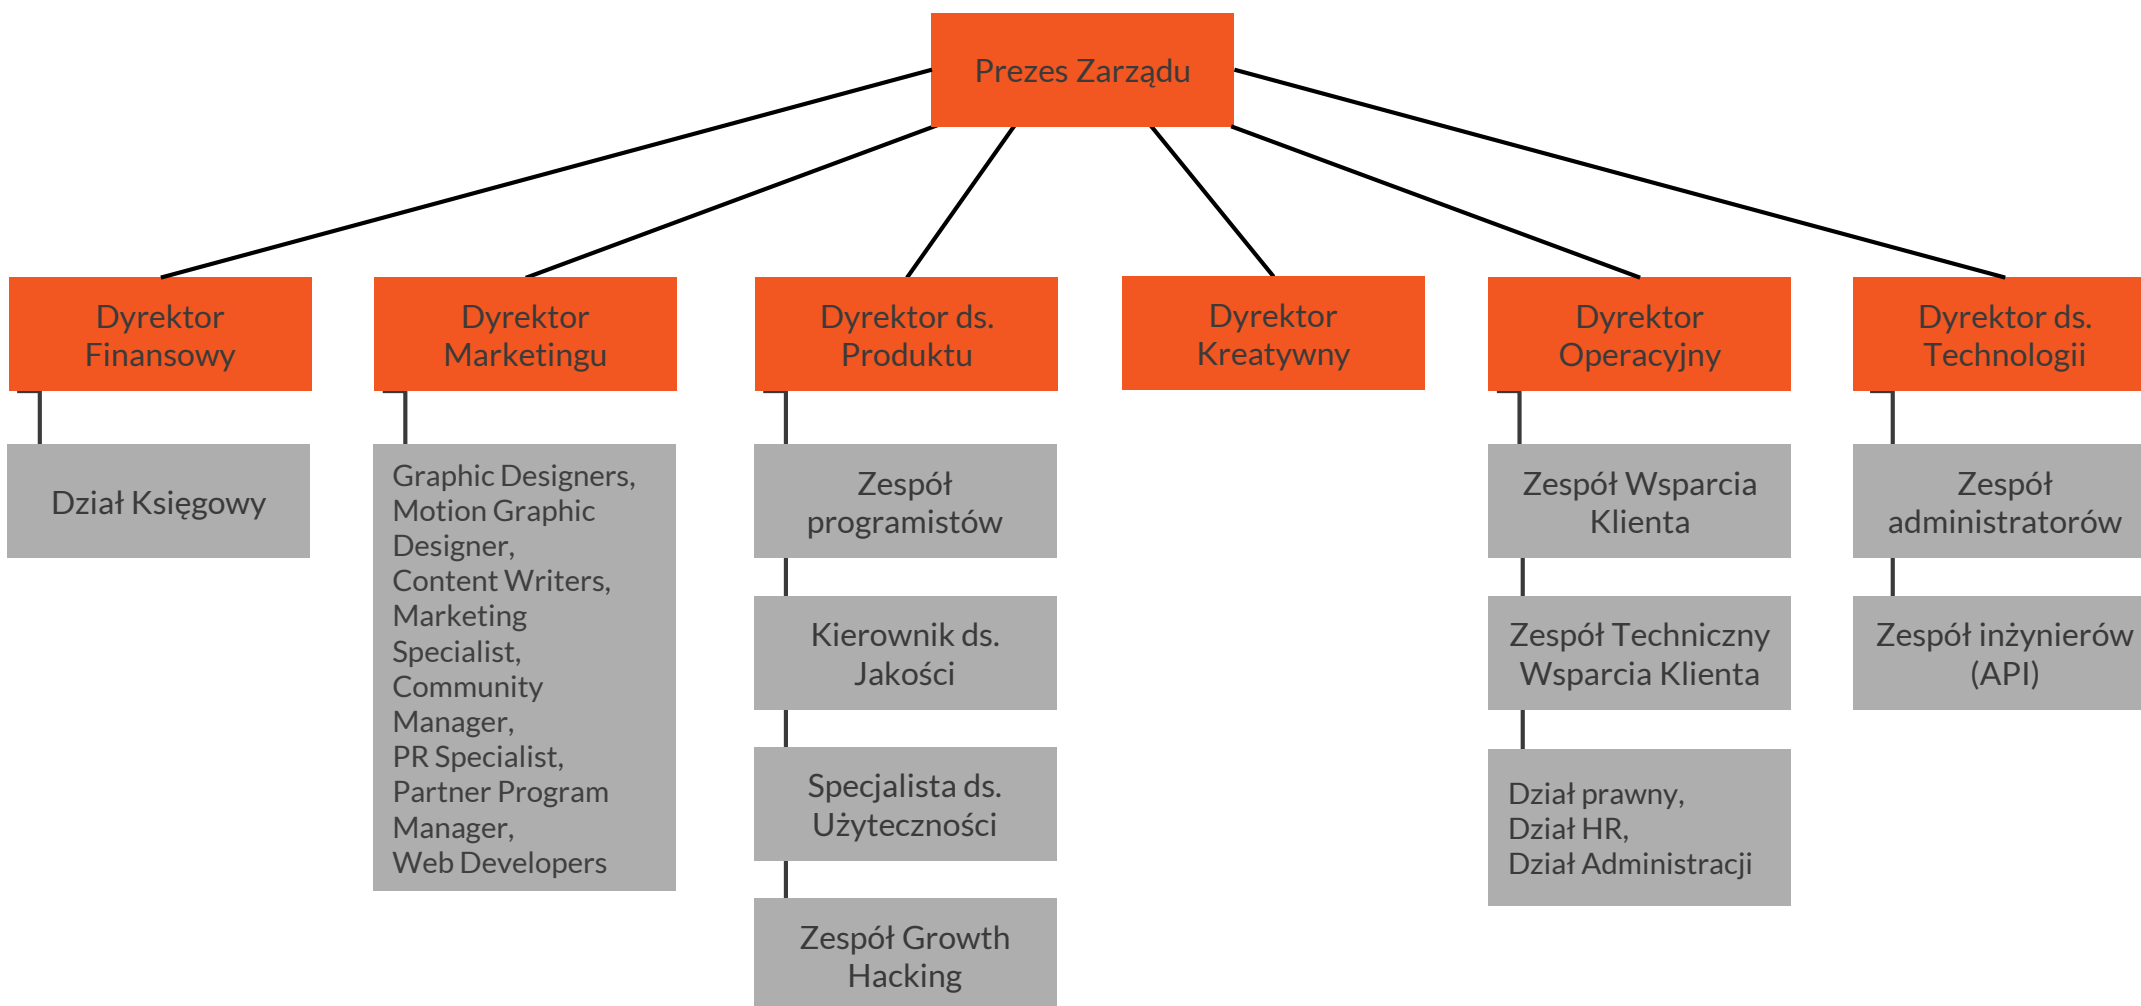 Prezes Zarządu
Dyrektor
Finansowy
Dyrektor
Marketingu
Dyrektor ds.
Produktu
Dyrektor
Kreatywny
Dyrektor
Operacyjny
Dyrektor ds.
Technologii
Dział Księgowy
Graphic Designers,
Motion Graphic
Designer,
Content Writers,
Marketing
Specialist,
Community
Manager,
PR Specialist,
Partner Program
Manager,
Web Developers
Zespół
programistów
Kierownik ds.
Jakości
Specjalista ds.
Użyteczności
Zespół Growth
Hacking
Zespół Wsparcia
Klienta
Zespół Techniczny
Wsparcia Klienta
Dział prawny,
Dział HR,
Dział Administracji
Zespół
administratorów
Zespół inżynierów
(API)